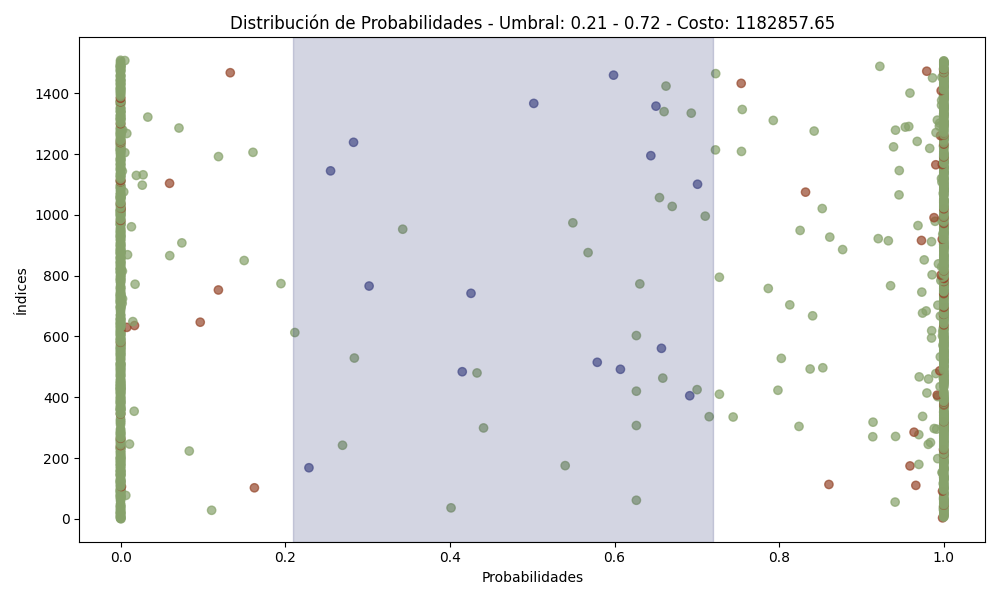 Distribución de Probabilidades - Umbral: 0.21 - 0.72 - Costo: 1182857.65
Índices
1400
1200
1000
800
600
400
200
0
0.0 0.2 0.4 0.6 0.8 1.0
Probabilidades